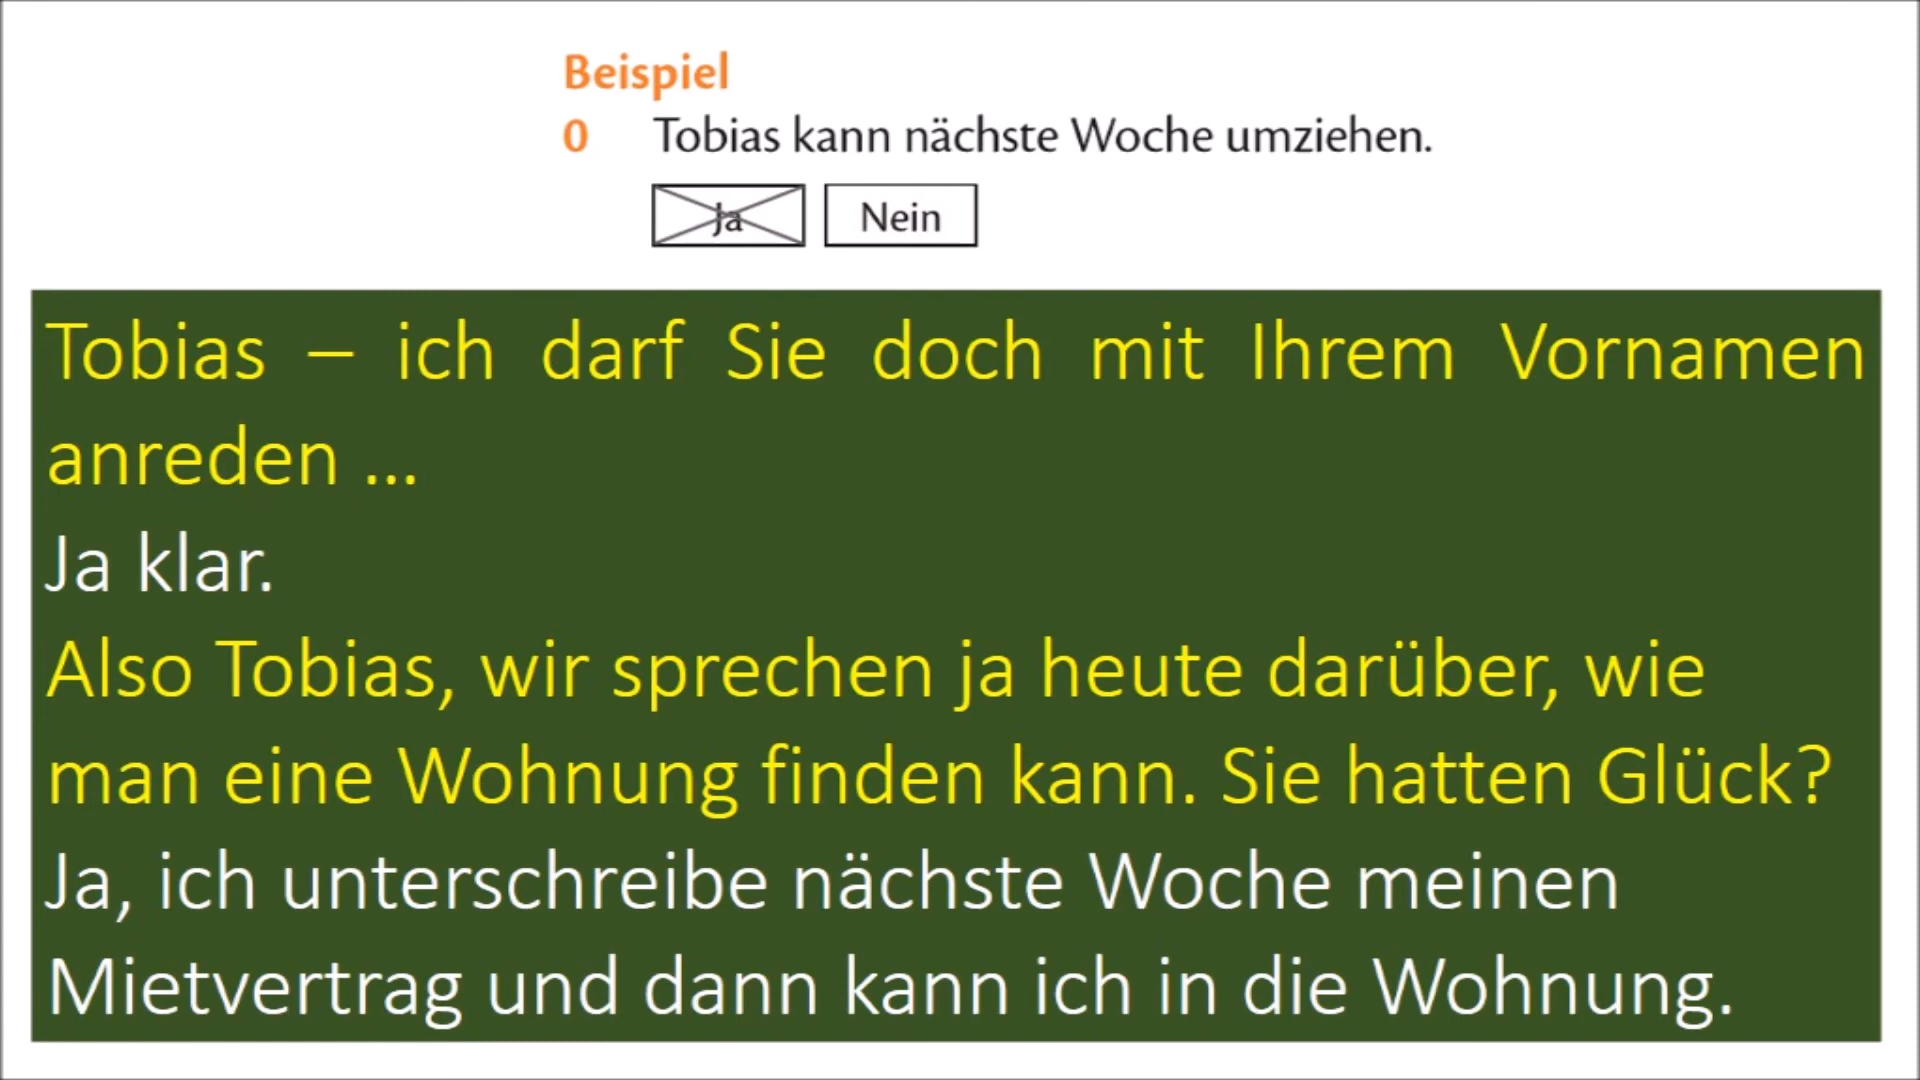 Beispiel
0 Tobias kann nächste Woche umziehen.
Ja Nein
Tobias – ich darf Sie doch mit Ihrem Vornamen
anreden ...
Ja klar.
Also Tobias, wir sprechen ja heute darüber, wie
man eine Wohnung finden kann. Sie hatten Glück?
Ja, ich unterschreibe nächste Woche meinen
Mietvertrag und dann kann ich in die Wohnung.